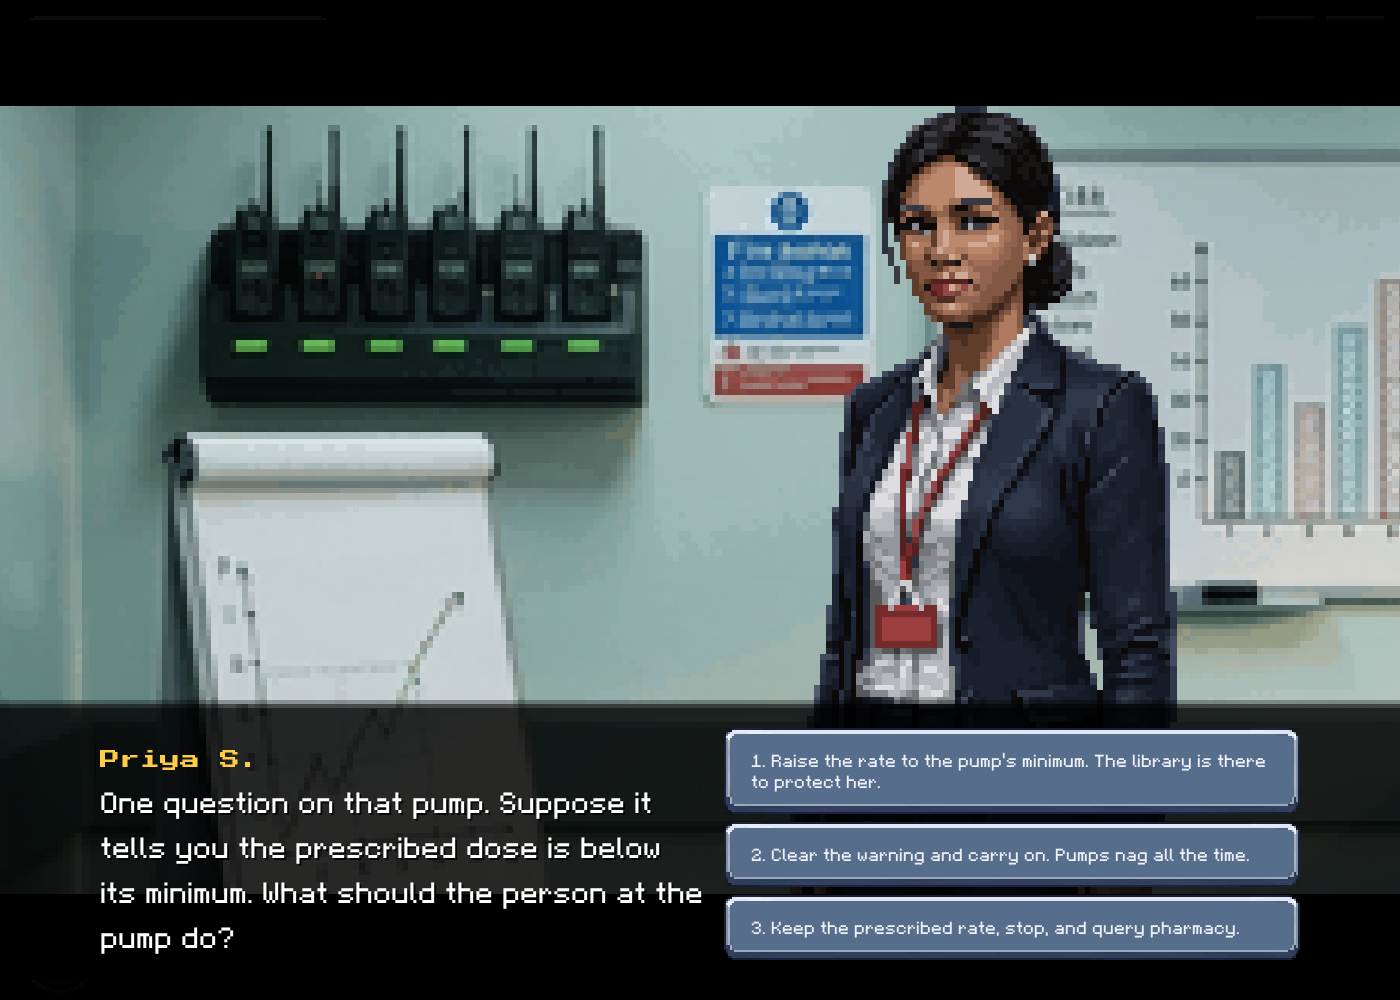 Priya S.
One question on that pump. Suppose it
tells you the prescribed dose is below
its minimum. What should the person at the
pump do?
1. Raise the rate to the pump's minimum. The library is there
to protect her.
2. Clear the warning and carry on. Pumps nag all the time.
3. Keep the prescribed rate, stop, and query pharmacy.